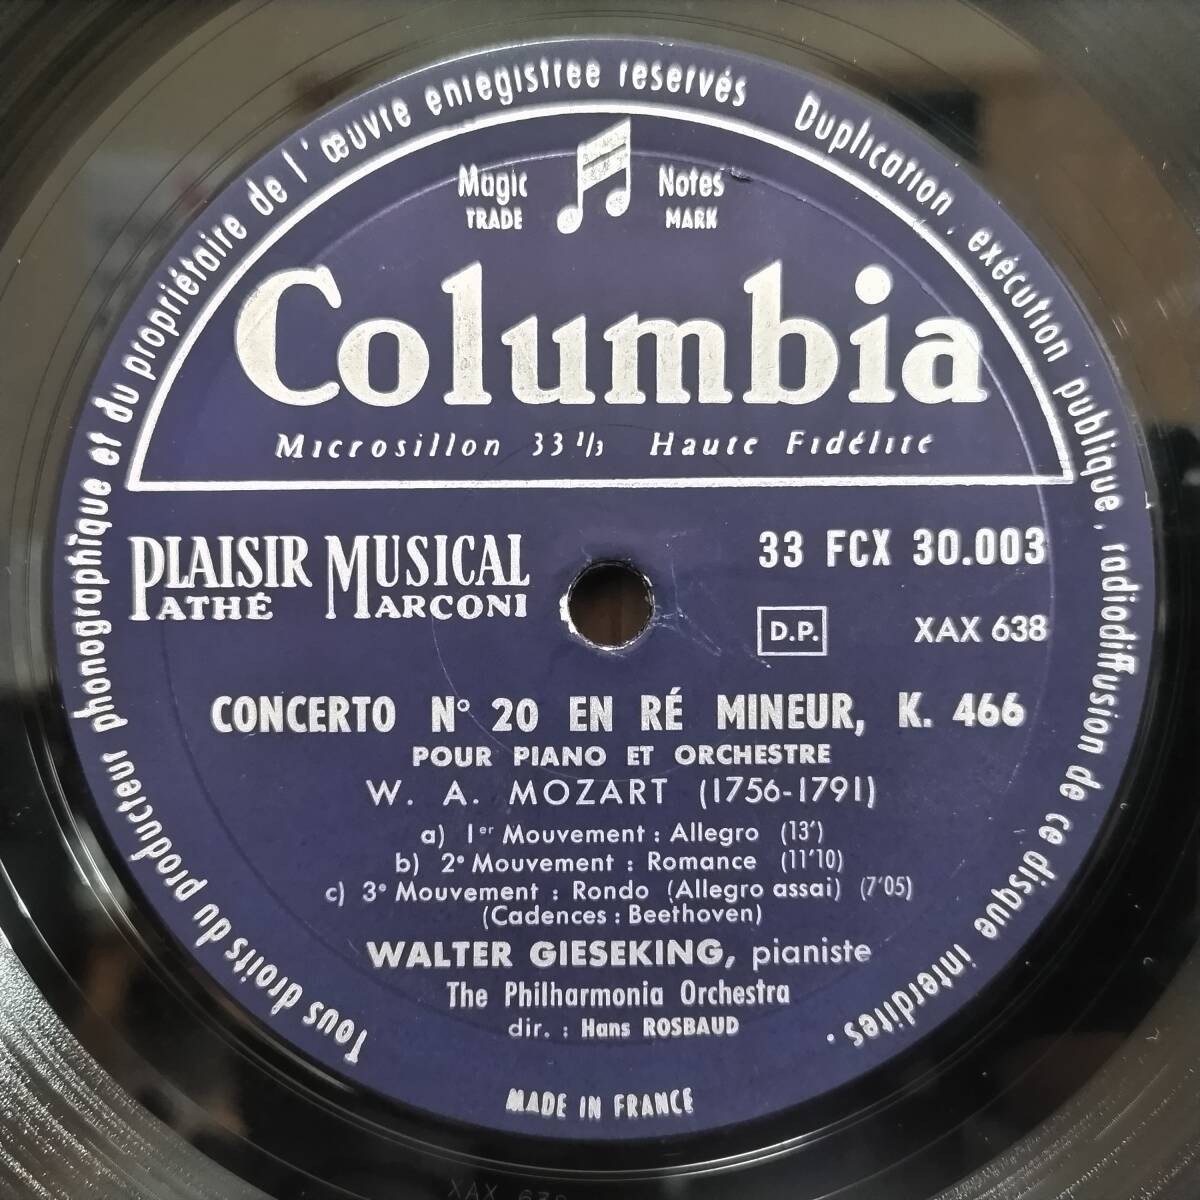 Tous droits du producteur phonographique et du propriétaire de l'œuvre enregistrée réservés Duplication, exécution publique, radiodiffusion de ce disque interdites.
Magic Notes
TRADE MARK
Columbia
Microsillon 33 1/3 Haute Fidélité
PLAISIR MUSICAL
PATHÉ MARCONI
33 FCX 30.003
D.P. XAX 638
CONCERTO N° 20 EN RÉ MINEUR, K. 466
POUR PIANO ET ORCHESTRE
W. A. MOZART (1756-1791)
a) 1er Mouvement : Allegro (13')
b) 2e Mouvement : Romance (11'10)
c) 3e Mouvement : Rondo (Allegro assai) (7'05)
(Cadences : Beethoven)
WALTER GIESEKING, pianiste
The Philharmonia Orchestra
dir. : Hans ROSBAUD
MADE IN FRANCE
XAX 638